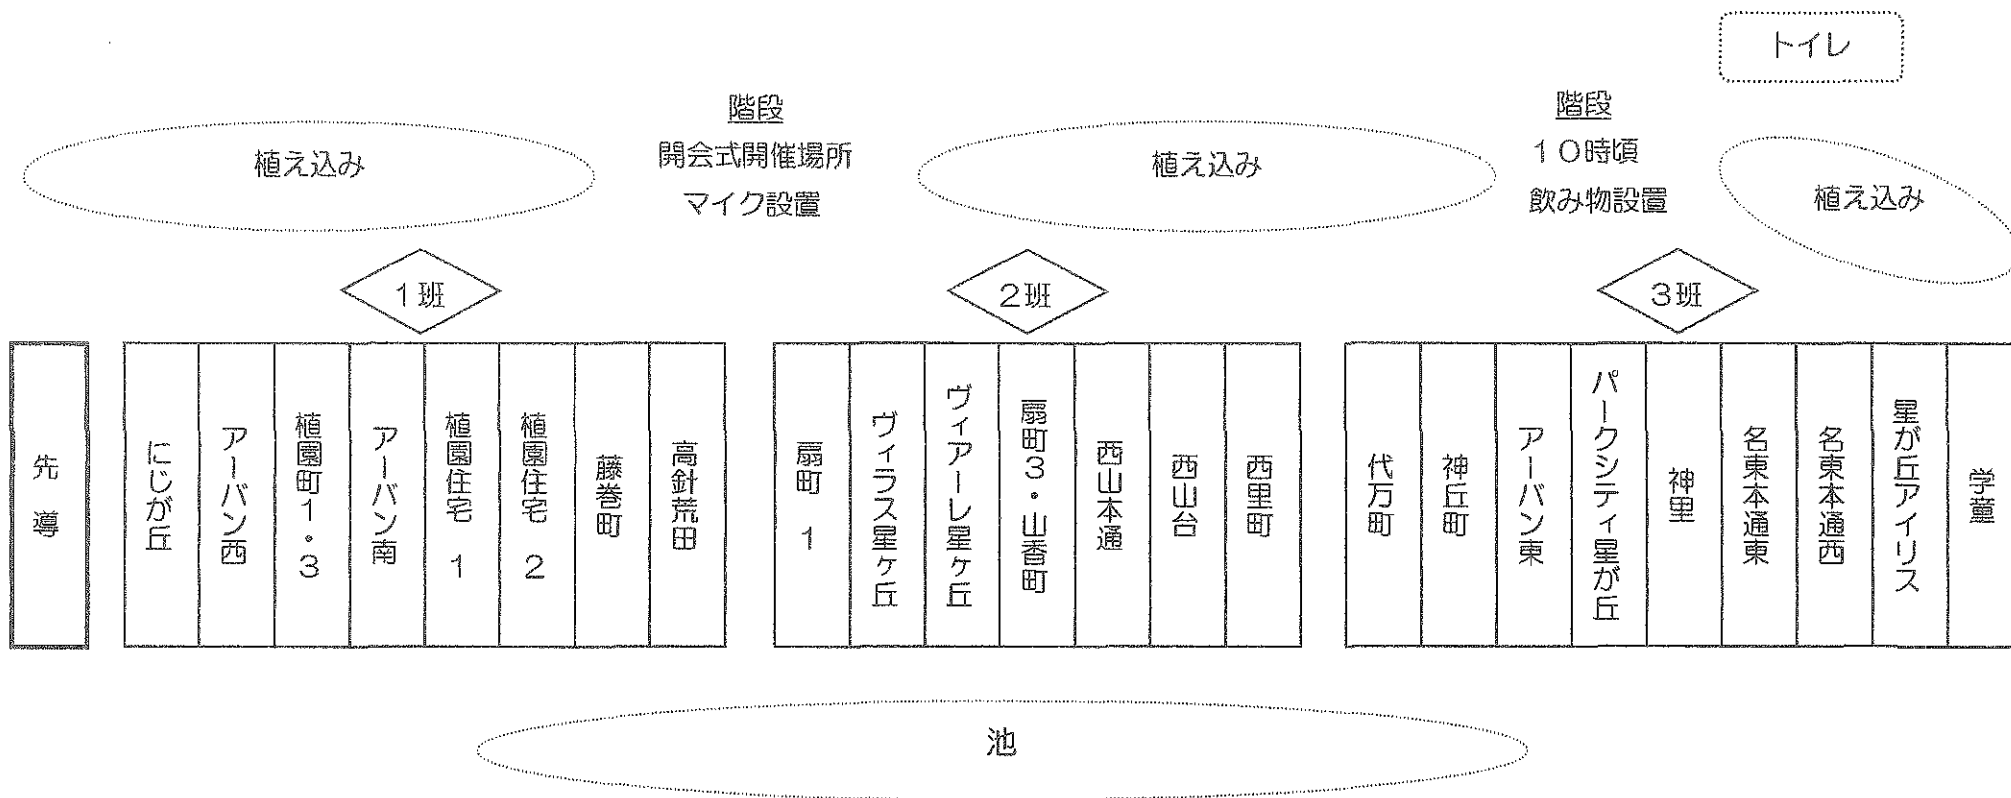 トイレ
階段
開会式開催場所
マイク設置
階段
10時頃
飲み物設置
植え込み
植え込み
植え込み
1班
2班
3班
先導
にじが丘
アーバン西
植園町1・3
アーバン南
植園住宅 1
植園住宅 2
藤巻町
高針荒田
扇町 1
ヴィラス星ヶ丘
ヴィアーレ星ヶ丘
扇町3・山香町
西山本通
西山台
西里町
代万町
神丘町
アーバン東
パークシティ星が丘
神里
名東本通東
名東本通西
星が丘アイリス
学童
池